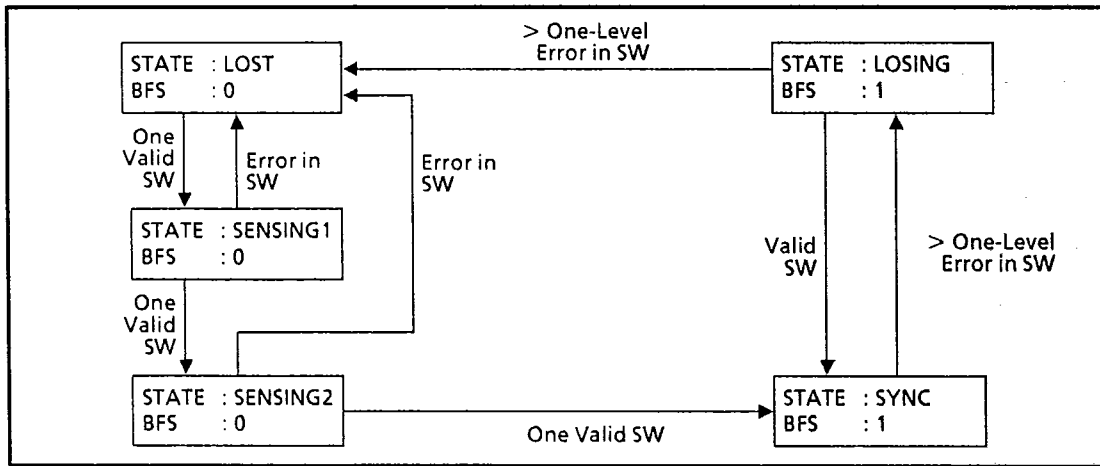 > One-Level
Error in SW
STATE : LOST
BFS : 0
STATE : LOSING
BFS : 1
One
Valid
SW
Error in
SW
Error in
SW
STATE : SENSING1
BFS : 0
Valid
SW
> One-Level
Error in SW
One
Valid
SW
STATE : SENSING2
BFS : 0
One Valid SW
STATE : SYNC
BFS : 1